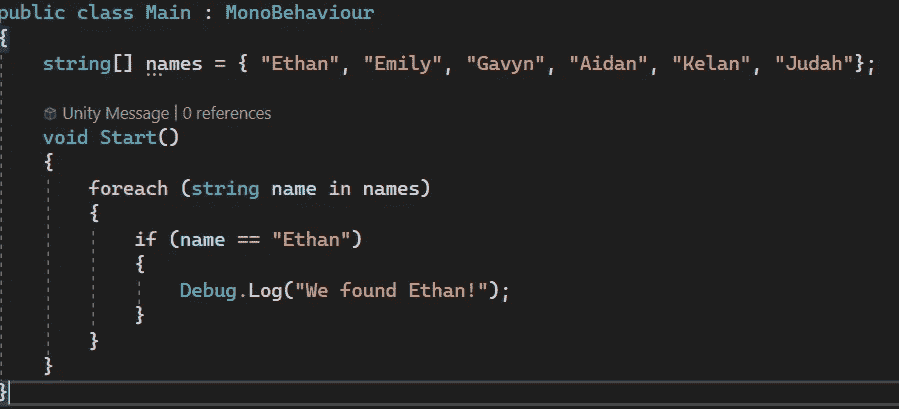 public class Main : MonoBehaviour
{
string[] names = { "Ethan", "Emily", "Gavyn", "Aidan", "Kelan", "Judah"};
Unity Message | 0 references
void Start()
{
foreach (string name in names)
{
if (name == "Ethan")
{
Debug.Log("We found Ethan!");
}
}
}
}